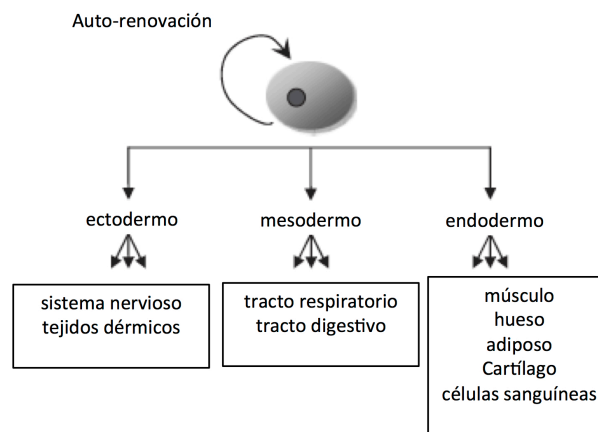 Auto-renovación
ectodermo
mesodermo
endodermo
sistema nervioso
tejidos dérmicos
tracto respiratorio
tracto digestivo
músculo
hueso
adiposo
Cartílago
células sanguíneas